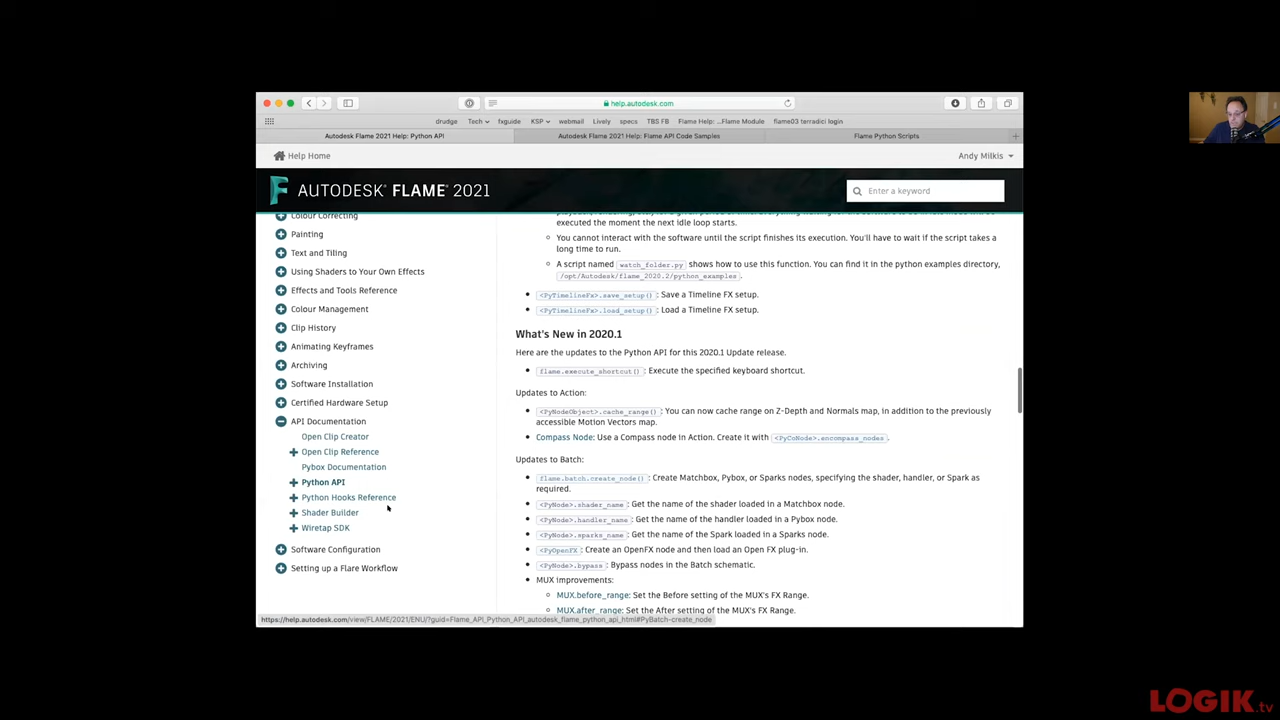 help.autodesk.com
drudge
Tech
fxguide
KSP
webmail
Lively
specs
TBS FB
Flame Help: ...Flame Module
flame03 terradici login
Autodesk Flame 2021 Help: Python API
Autodesk Flame 2021 Help: Flame API Code Samples
Flame Python Scripts
Help Home
Andy Milkis
AUTODESK® FLAME® 2021
Enter a keyword
Colour Correcting
Painting
Text and Tiling
Using Shaders to Your Own Effects
Effects and Tools Reference
Colour Management
Clip History
Animating Keyframes
Archiving
Software Installation
Certified Hardware Setup
API Documentation
Open Clip Creator
Open Clip Reference
Pybox Documentation
Python API
Python Hooks Reference
Shader Builder
Wiretap SDK
Software Configuration
Setting up a Flare Workflow
executed the moment the next idle loop starts.
You cannot interact with the software until the script finishes its execution. You'll have to wait if the script takes a
long time to run.
A script named watch_folder.py shows how to use this function. You can find it in the python examples directory,
/opt/Autodesk/flame_2020.2/python_examples.
<PyTimelineFx>.save_setup(): Save a Timeline FX setup.
<PyTimelineFx>.load_setup(): Load a Timeline FX setup.
What's New in 2020.1
Here are the updates to the Python API for this 2020.1 Update release.
flame.execute_shortcut(): Execute the specified keyboard shortcut.
Updates to Action:
<PyNodeObject>.cache_range(): You can now cache range on Z-Depth and Normals map, in addition to the previously
accessible Motion Vectors map.
Compass Node: Use a Compass node in Action. Create it with <PyCoNode>.encompass_nodes.
Updates to Batch:
flame.batch.create_node(): Create Matchbox, Pybox, or Sparks nodes, specifying the shader, handler, or Spark as
required.
<PyNode>.shader_name: Get the name of the shader loaded in a Matchbox node.
<PyNode>.handler_name: Get the name of the handler loaded in a Pybox node.
<PyNode>.sparks_name: Get the name of the Spark loaded in a Sparks node.
<PyOpenFX: Create an OpenFX node and then load an Open FX plug-in.
<PyNode>.bypass: Bypass nodes in the Batch schematic.
MUX improvements:
MUX.before_range: Set the Before setting of the MUX's FX Range.
MUX.after_range: Set the After setting of the MUX's FX Range.
https://help.autodesk.com/view/FLAME/2021/ENU/?guid=Flame_API_Python_API_autodesk_flame_python_api_html#PyBatch-create_node
LOGIK.tv